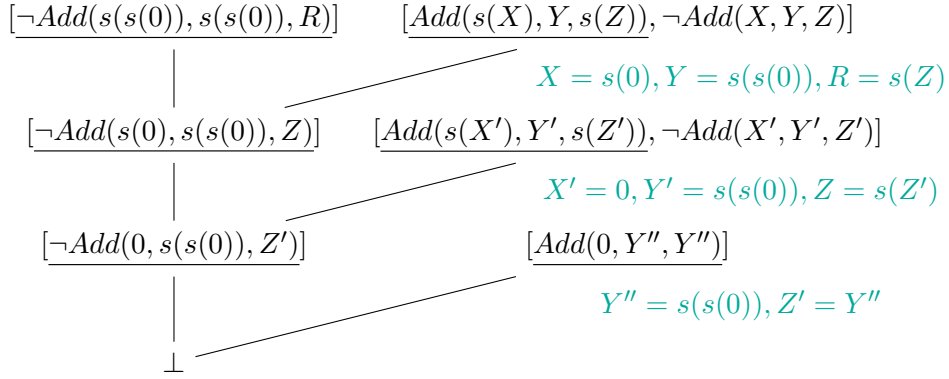 [¬Add(s(s(0)), s(s(0)), R)] [Add(s(X), Y, s(Z)), ¬Add(X, Y, Z)]
X = s(0), Y = s(s(0)), R = s(Z)
[¬Add(s(0), s(s(0)), Z)] [Add(s(X′), Y′, s(Z′)), ¬Add(X′, Y′, Z′)]
X′ = 0, Y′ = s(s(0)), Z = s(Z′)
[¬Add(0, s(s(0)), Z′)] [Add(0, Y″, Y″)]
Y″ = s(s(0)), Z′ = Y″
⊥